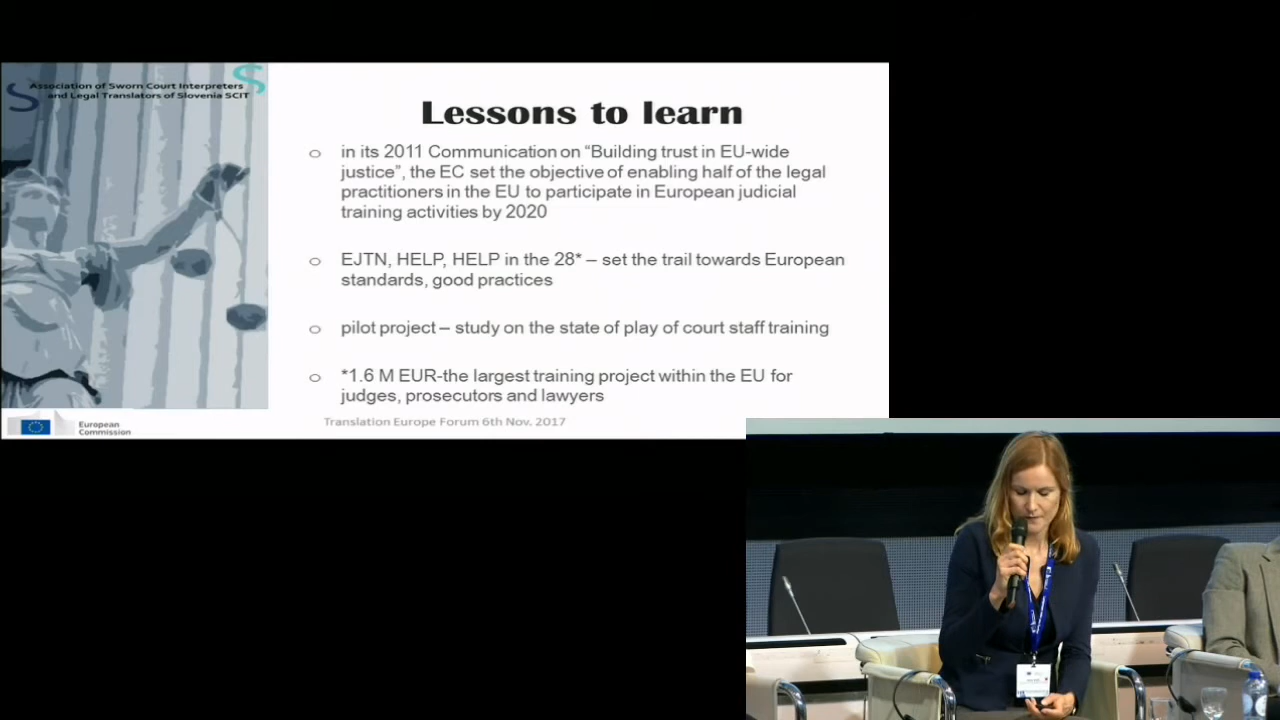 Association of Sworn Court Interpreters
and Legal Translators of Slovenia SCIT
Lessons to learn
in its 2011 Communication on “Building trust in EU-wide
justice”, the EC set the objective of enabling half of the legal
practitioners in the EU to participate in European judicial
training activities by 2020
EJTN, HELP, HELP in the 28* – set the trail towards European
standards, good practices
pilot project – study on the state of play of court staff training
*1.6 M EUR-the largest training project within the EU for
judges, prosecutors and lawyers
European
Commission
Translation Europe Forum 6th Nov. 2017